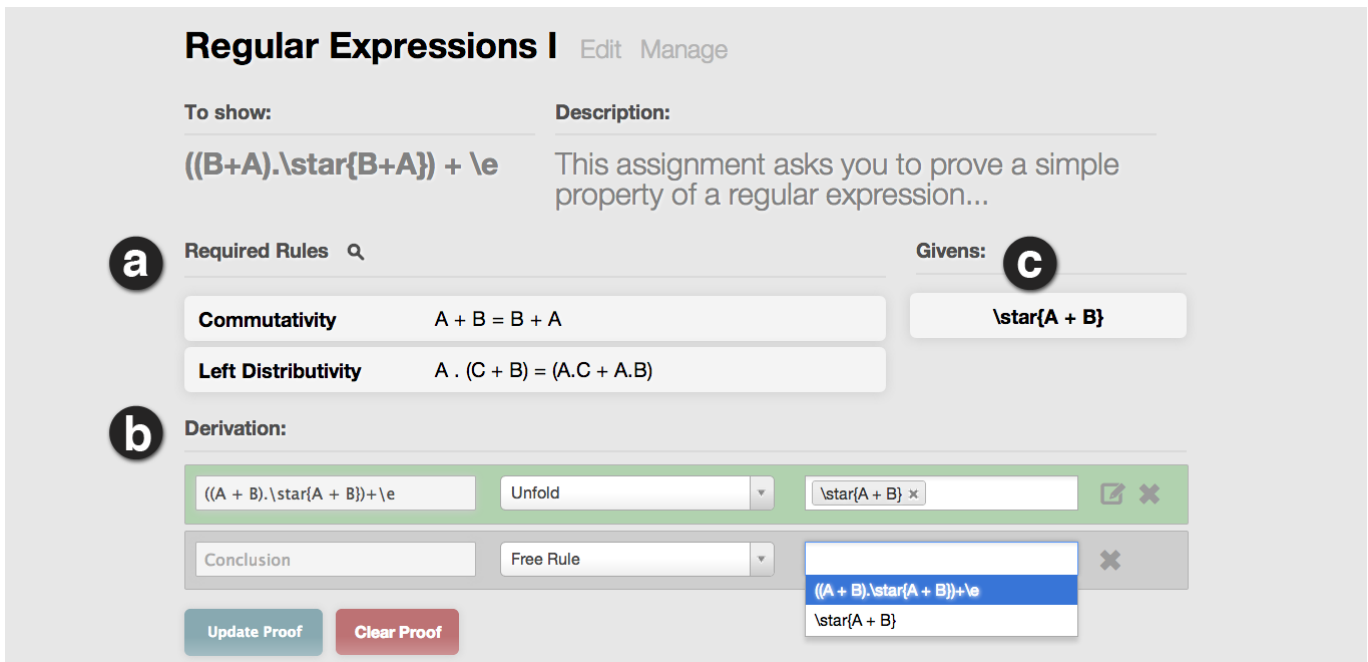 Regular Expressions I Edit Manage
To show:
Description:
((B+A).\star{B+A}) + \e
This assignment asks you to prove a simple
property of a regular expression...
a
Required Rules
Givens:
c
Commutativity A + B = B + A
\star{A + B}
Left Distributivity A . (C + B) = (A.C + A.B)
b
Derivation:
((A + B).\star{A + B})+\e Unfold \star{A + B} ×
Conclusion Free Rule
((A + B).\star{A + B})+\e
\star{A + B}
Update Proof Clear Proof